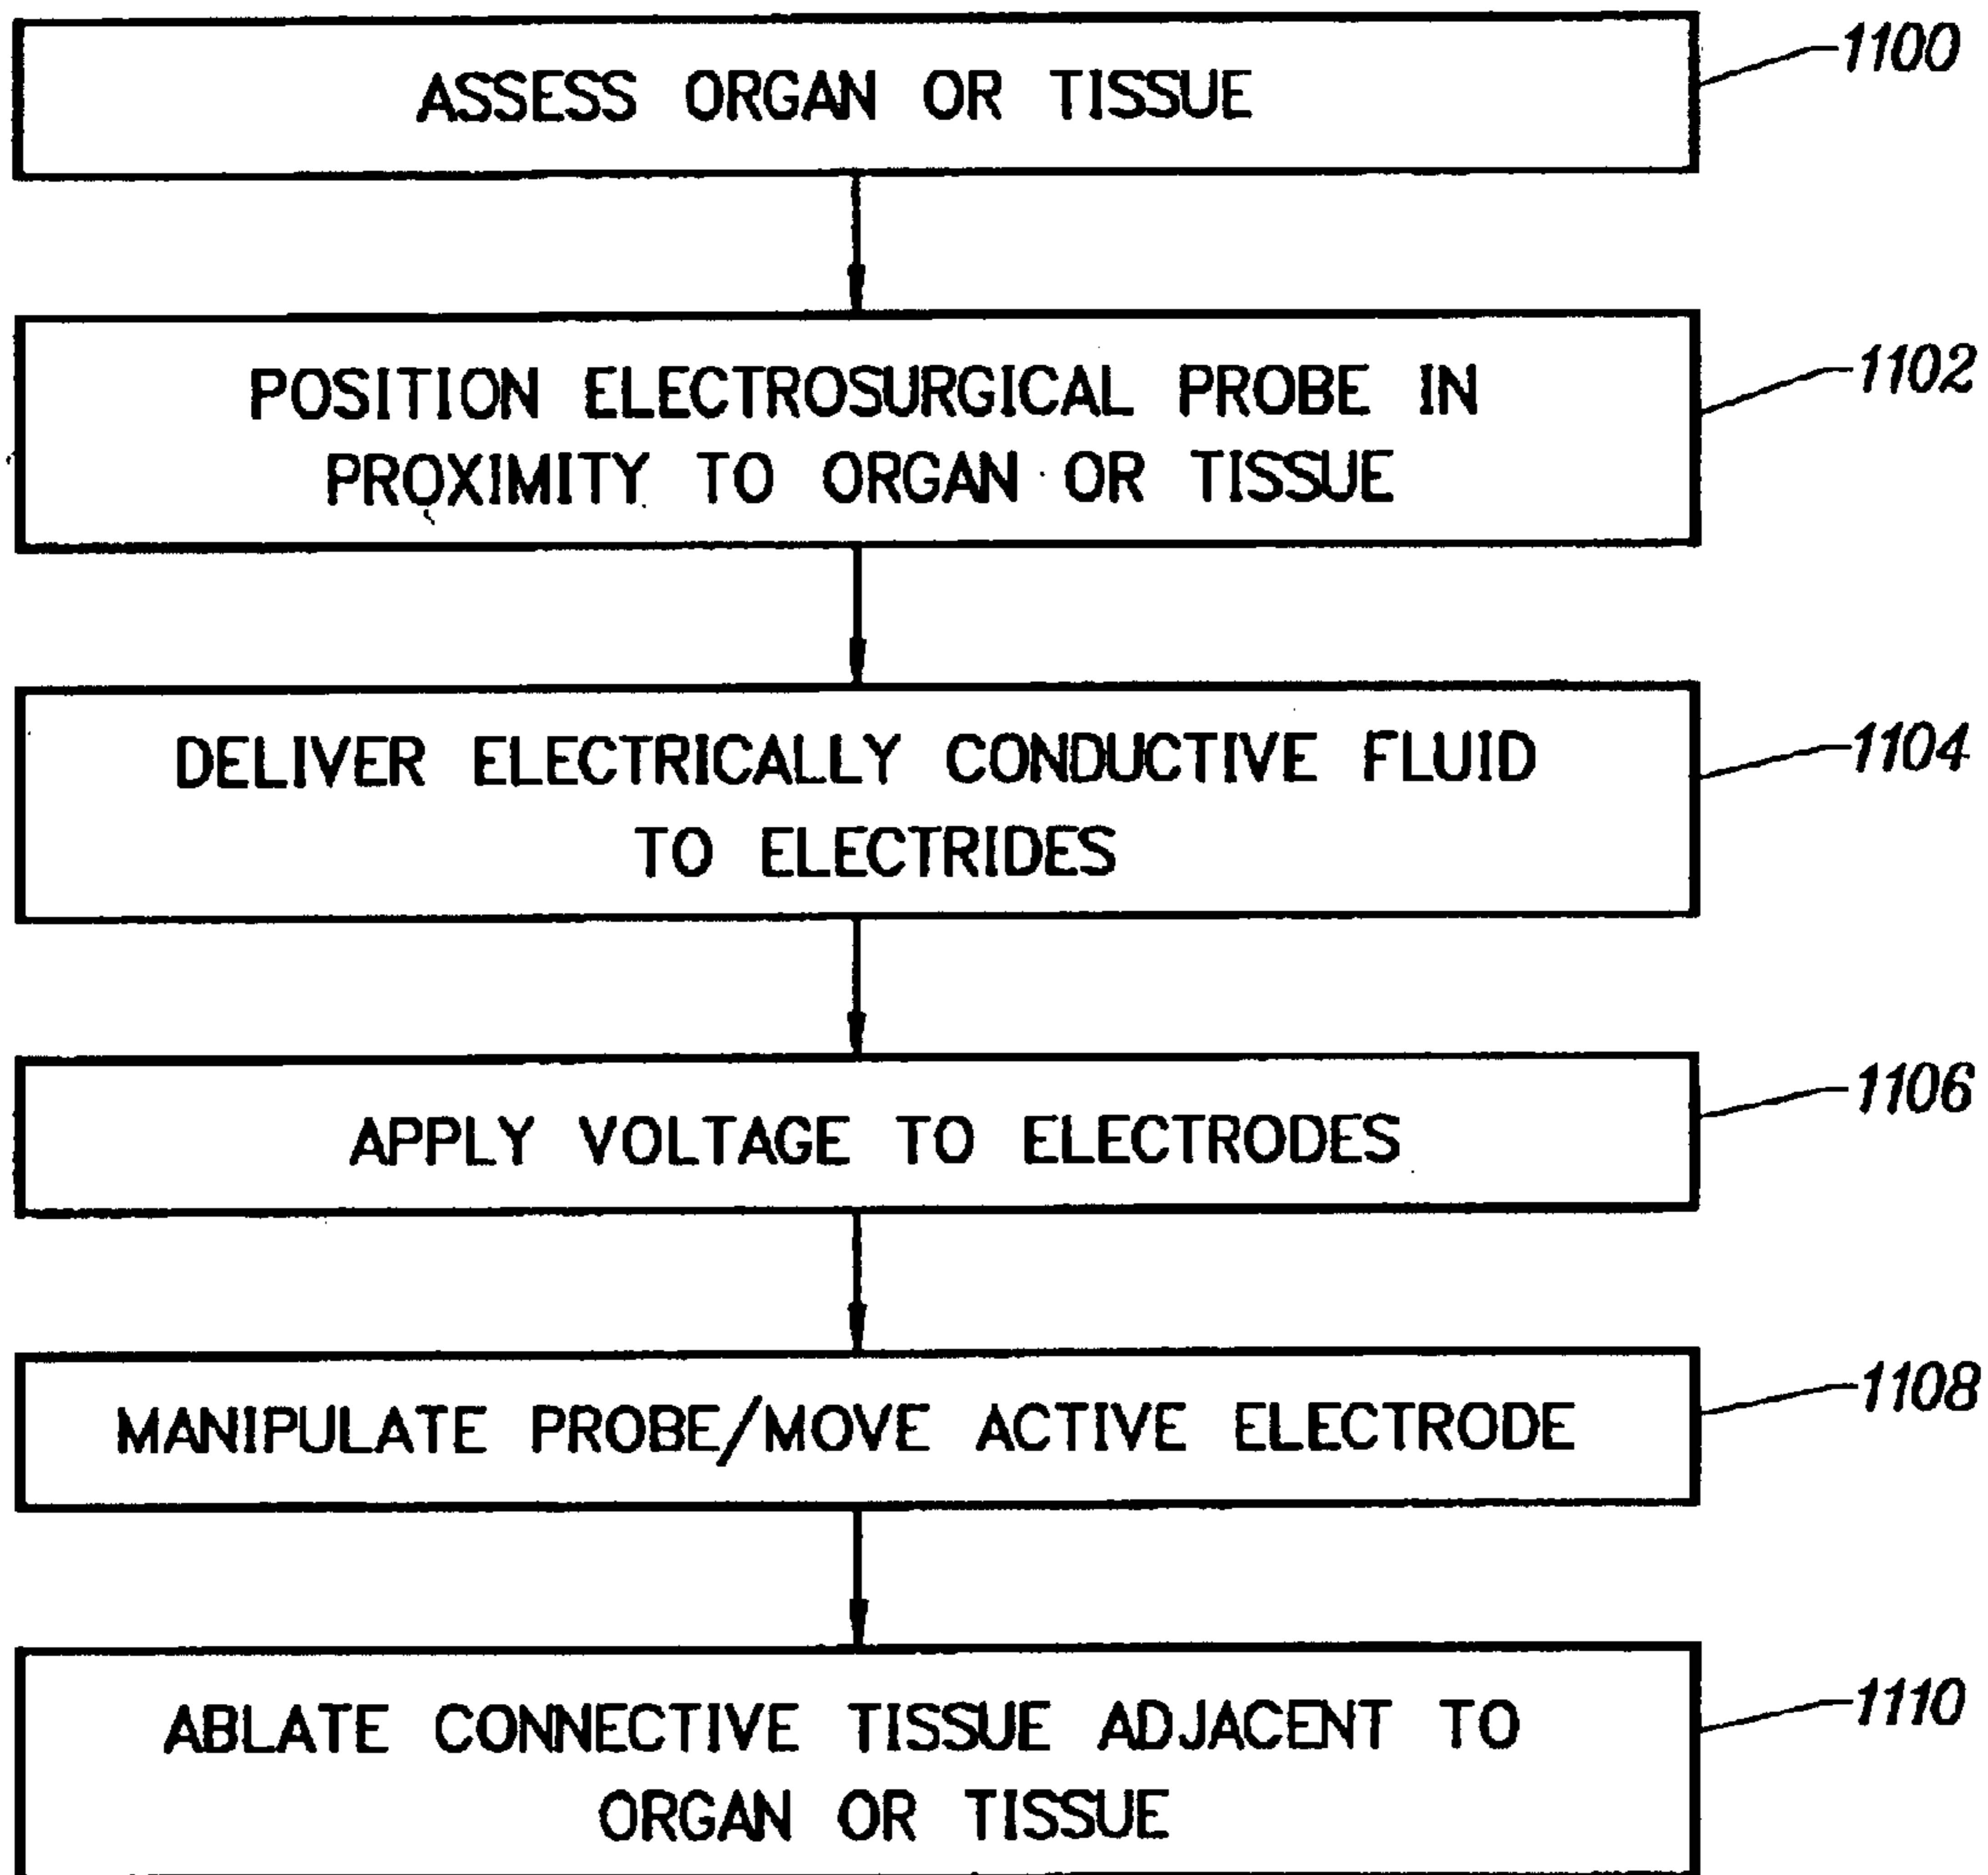 ASSESS ORGAN OR TISSUE
1100
POSITION ELECTROSURGICAL PROBE IN
PROXIMITY TO ORGAN OR TISSUE
1102
DELIVER ELECTRICALLY CONDUCTIVE FLUID
TO ELECTRIDES
1104
APPLY VOLTAGE TO ELECTRODES
1106
MANIPULATE PROBE/MOVE ACTIVE ELECTRODE
1108
ABLATE CONNECTIVE TISSUE ADJACENT TO
ORGAN OR TISSUE
1110